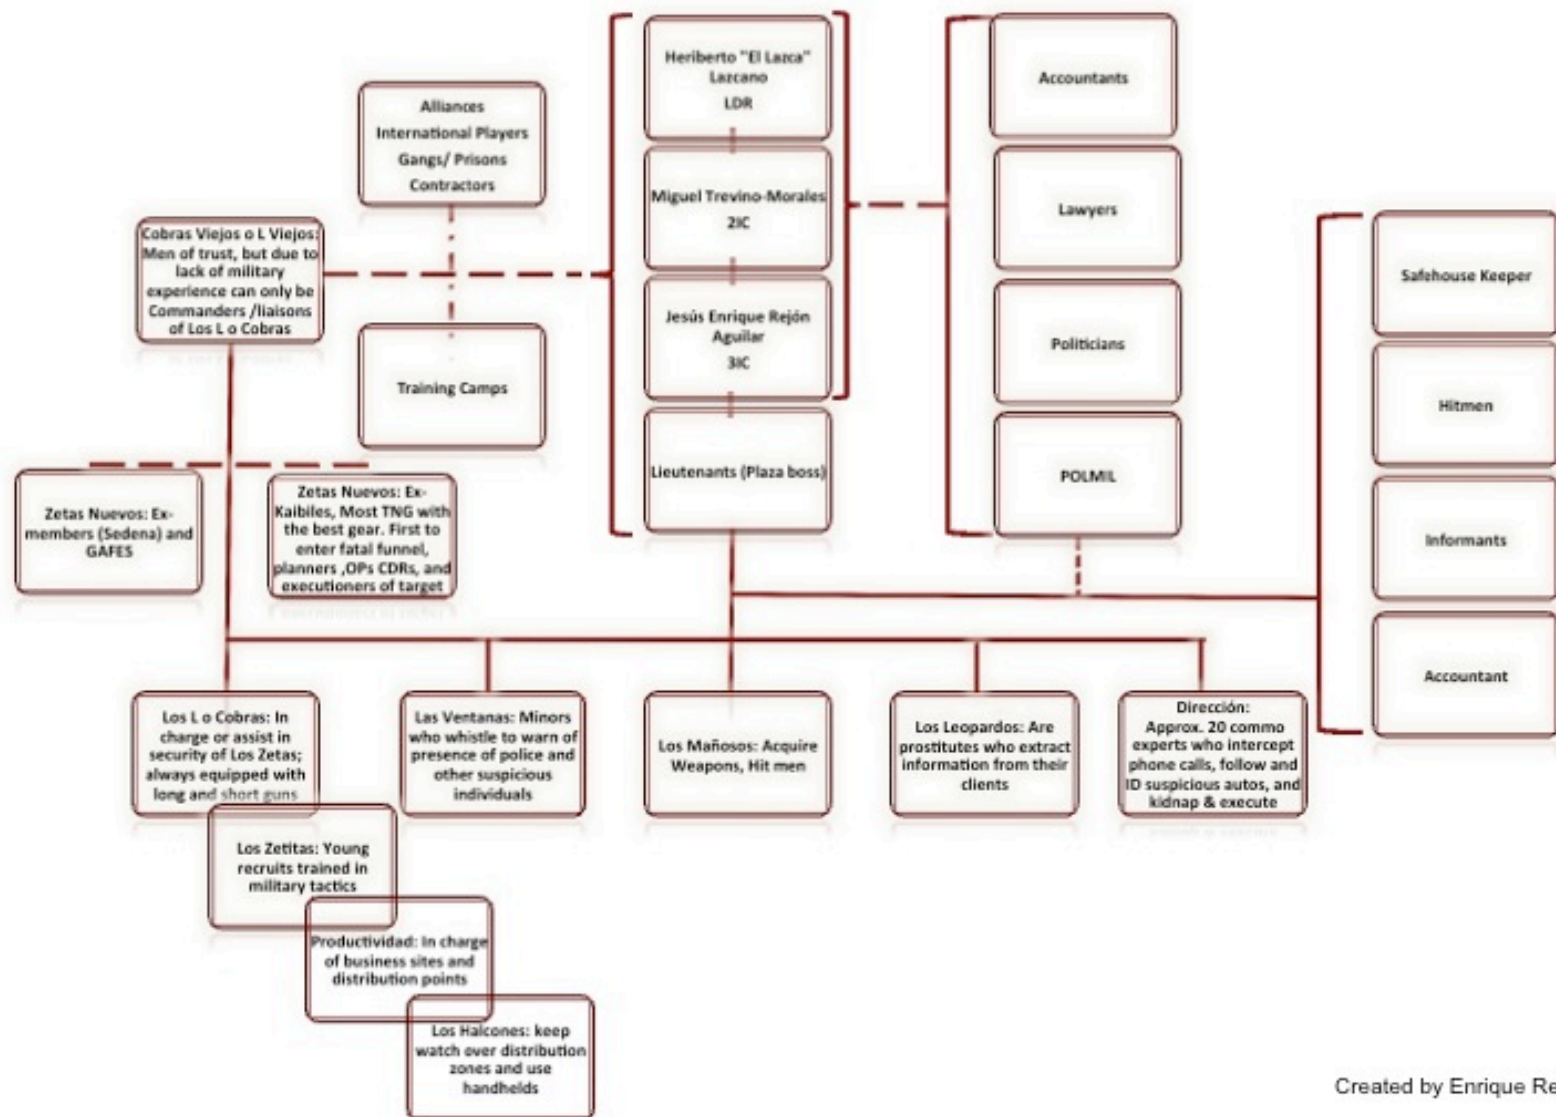 Heriberto "El Lazca"
Lazcano
LDR
Miguel Trevino-Morales
2IC
Jesús Enrique Rejón
Aguilar
3IC
Lieutenants (Plaza boss)
Accountants
Lawyers
Politicians
POLMIL
Safehouse Keeper
Hitmen
Informants
Accountant
Alliances
International Players
Gangs/ Prisons
Contractors
Training Camps
Cobras Viejos o L Viejos:
Men of trust, but due to
lack of military
experience can only be
Commanders /liaisons
of Los L o Cobras
Zetas Nuevos: Ex-
members (Sedena) and
GAFES
Zetas Nuevos: Ex-
Kaibiles, Most TNG with
the best gear. First to
enter fatal funnel,
planners ,OPs CDRs, and
executioners of target
Los L o Cobras: In
charge or assist in
security of Los Zetas;
always equipped with
long and short guns
Las Ventanas: Minors
who whistle to warn of
presence of police and
other suspicious
individuals
Los Mañosos: Acquire
Weapons, Hit men
Los Leopardos: Are
prostitutes who extract
information from their
clients
Dirección:
Approx. 20 commo
experts who intercept
phone calls, follow and
ID suspicious autos, and
kidnap & execute
Los Zetitas: Young
recruits trained in
military tactics
Productividad: In charge
of business sites and
distribution points
Los Halcones: keep
watch over distribution
zones and use
handhelds
Created by Enrique Re